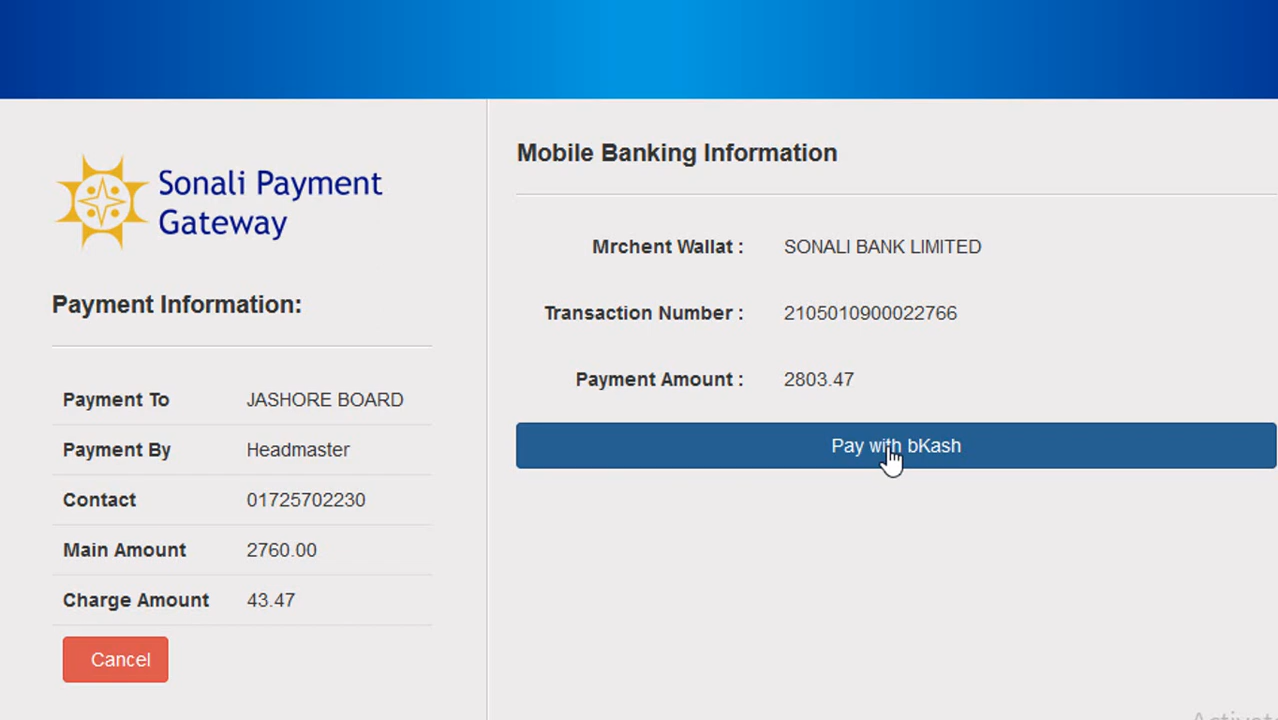 Sonali Payment
Gateway
Payment Information:
Payment To JASHORE BOARD
Payment By Headmaster
Contact 01725702230
Main Amount 2760.00
Charge Amount 43.47
Cancel
Mobile Banking Information
Mrchent Wallat : SONALI BANK LIMITED
Transaction Number : 2105010900022766
Payment Amount : 2803.47
Pay with bKash